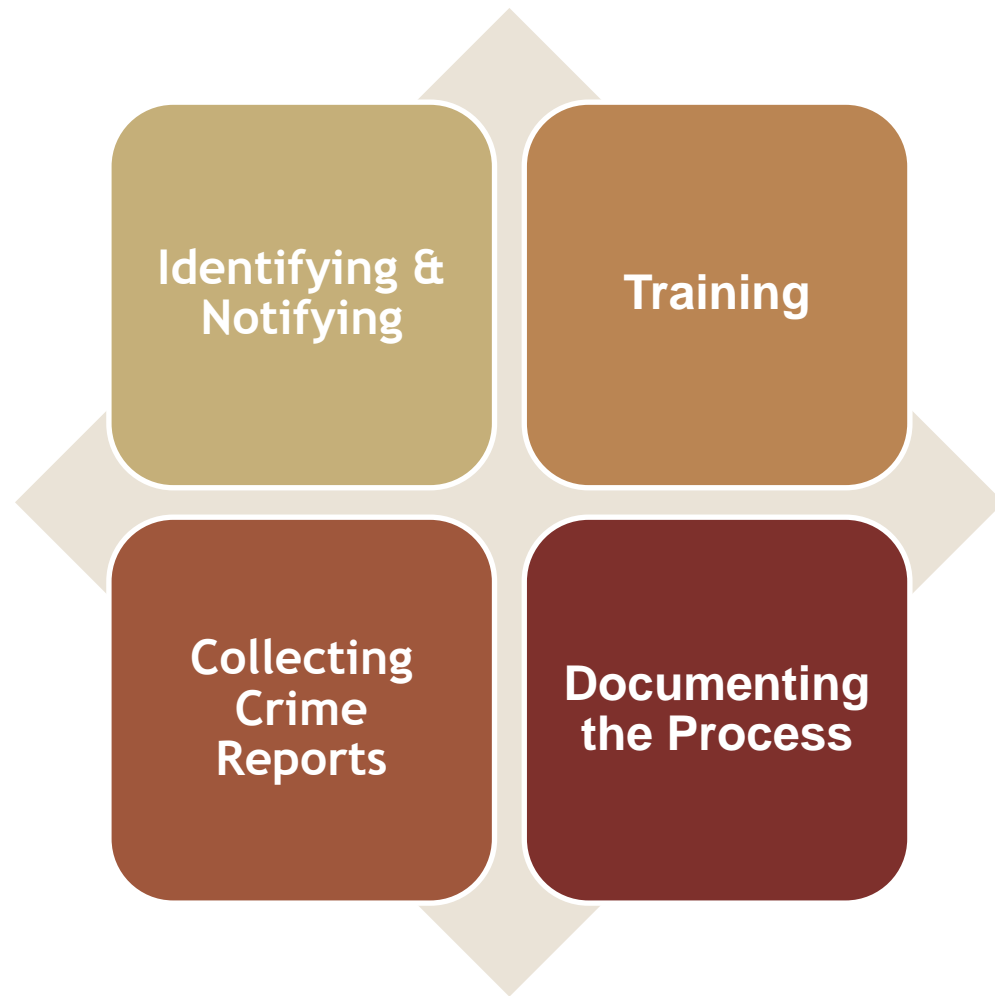 Identifying &
Notifying
Training
Collecting
Crime
Reports
Documenting
the Process